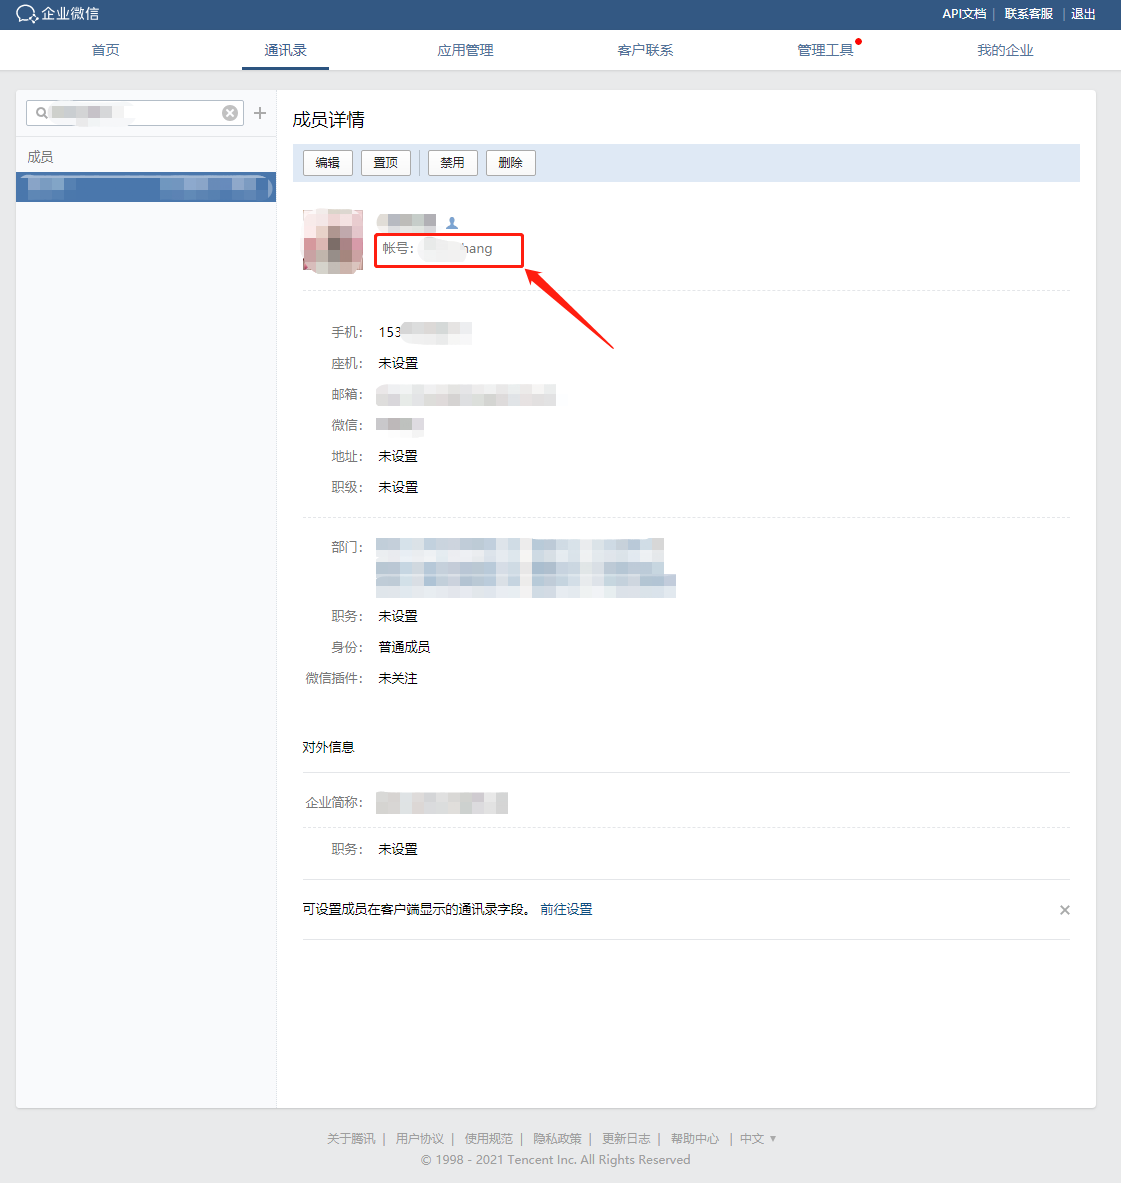 企业微信
API文档 | 联系客服 | 退出
首页 通讯录 应用管理 客户联系 管理工具 我的企业
成员
成员详情
编辑 置顶 禁用 删除
帐号： hang
手机： 153
座机： 未设置
邮箱：
微信：
地址： 未设置
职级： 未设置
部门：
职务： 未设置
身份： 普通成员
微信插件： 未关注
对外信息
企业简称：
职务： 未设置
可设置成员在客户端显示的通讯录字段。 前往设置
关于腾讯 | 用户协议 | 使用规范 | 隐私政策 | 更新日志 | 帮助中心 | 中文 ▼
© 1998 - 2021 Tencent Inc. All Rights Reserved